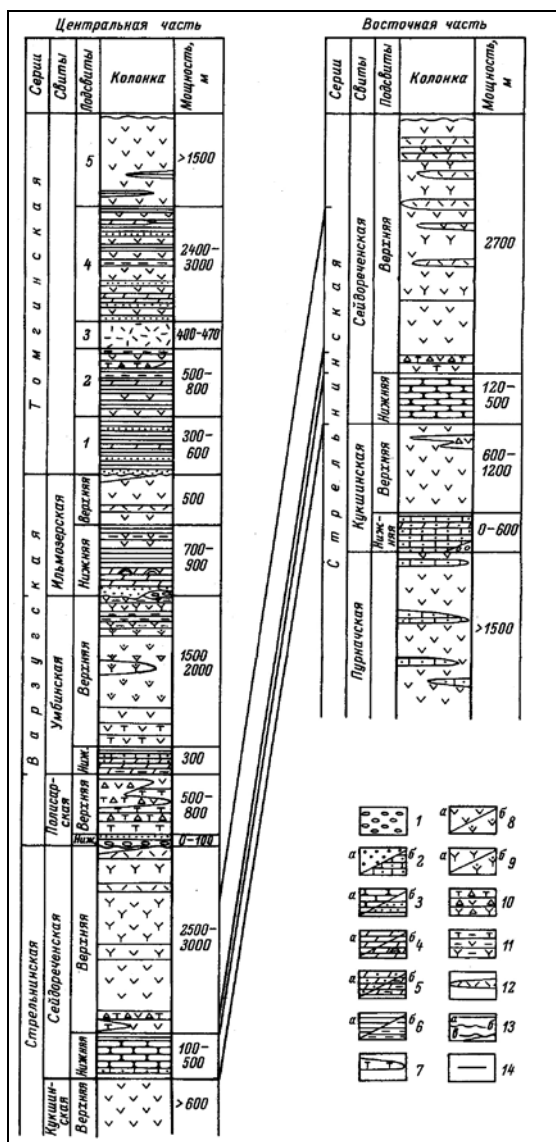 Центральная часть
Серии
Свиты
Подсвиты
Колонка
Мощность, м
Томгинская
5
>1500
4
2400–3000
3
400–470
2
500–800
1
300–600
Варзугская
Ильмозерская
Верхняя
500
Нижняя
700–900
Умбинская
Верхняя
1500
2000
Ниж.
300
Полисарская
Верхняя
500–800
Ниж.
0–100
Стрельнинская
Сейдореченская
Верхняя
2500–3000
Нижняя
100–500
Кукшинская
Верхняя
>600
Восточная часть
Серии
Свиты
Подсвиты
Колонка
Мощность, м
Стрельнинская
Сейдореченская
Верхняя
2700
Нижняя
120–500
Кукшинская
Верхняя
600–1200
Нижняя
0–600
Пурначская
>1500
1
а б 2
а б 3
а б 4
а б 5
а б 6
7
а б 8
а б 9
10
11
12
а б в 13
14